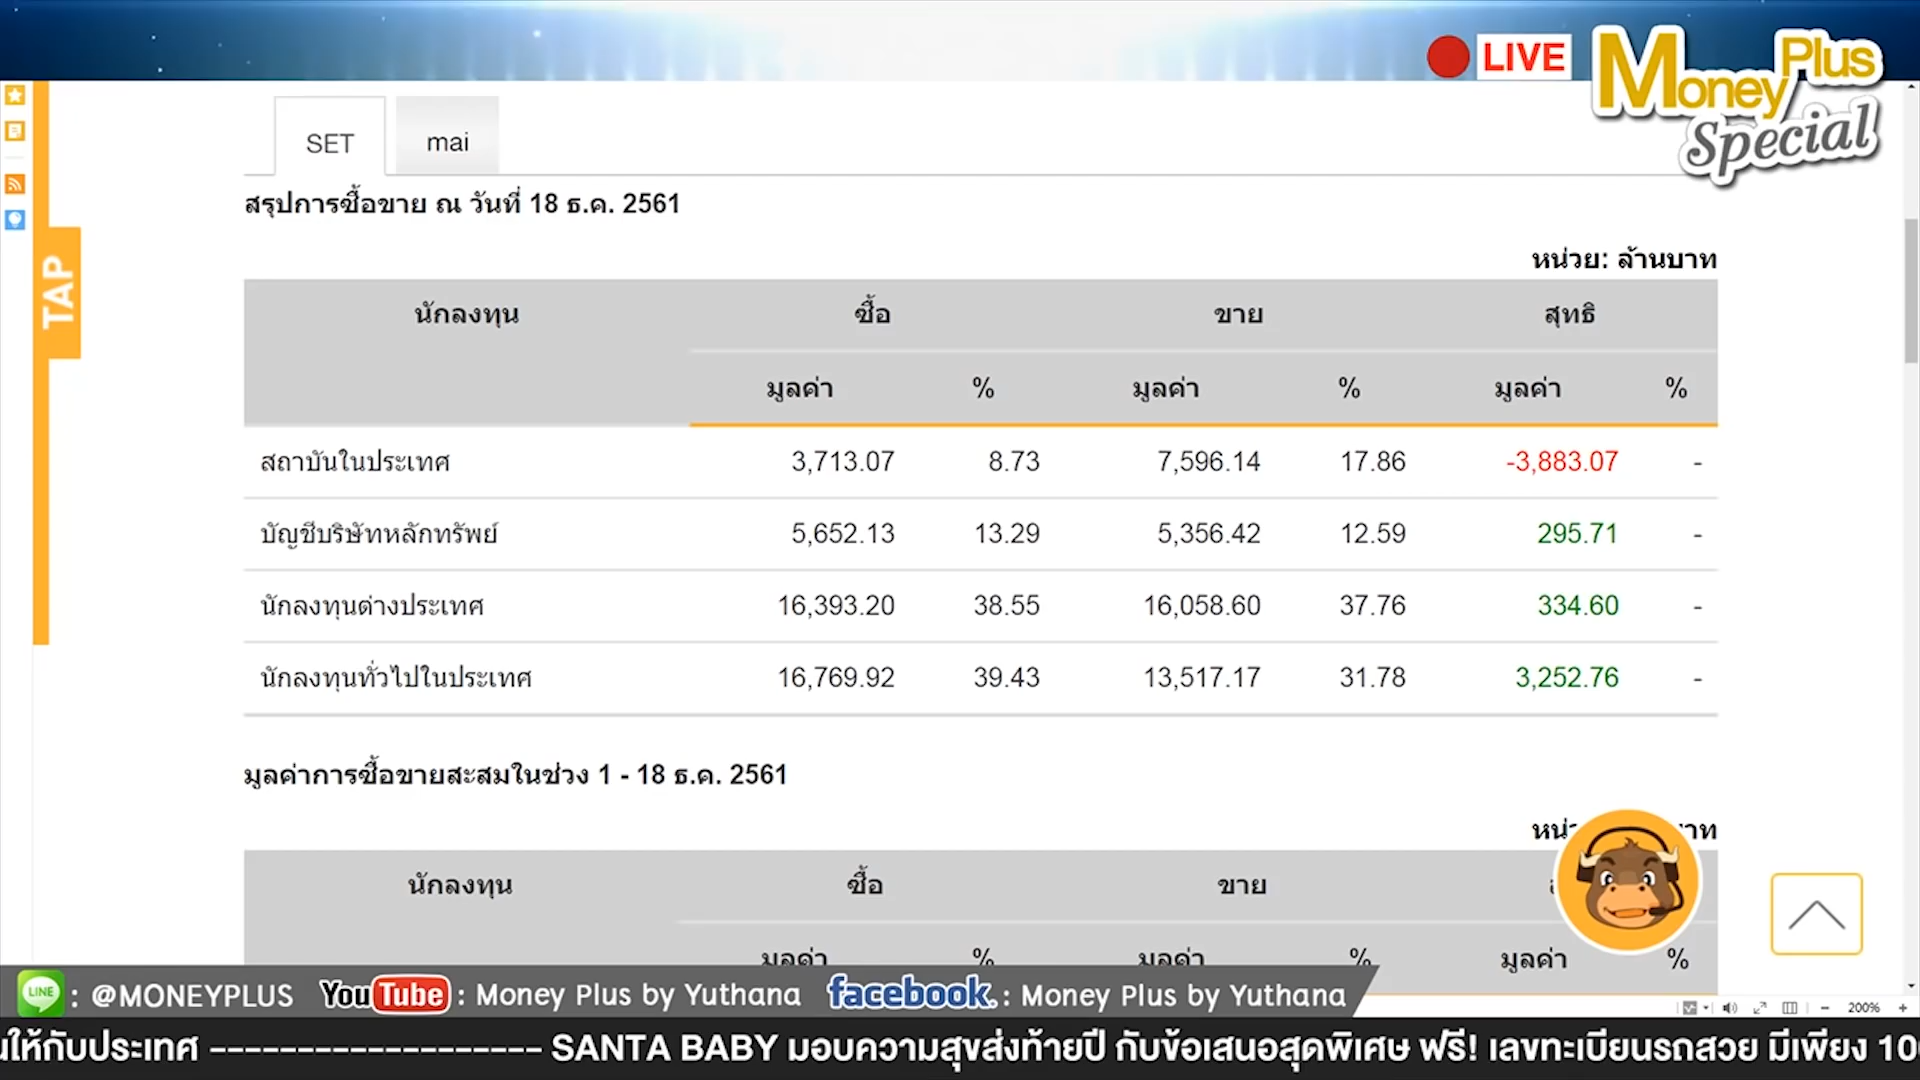 LIVE
Money Plus
Special
SET
mai
สรุปการซื้อขาย ณ วันที่ 18 ธ.ค. 2561
TAP
หน่วย: ล้านบาท
นักลงทุน ซื้อ ขาย สุทธิ
มูลค่า % มูลค่า % มูลค่า %
สถาบันในประเทศ 3,713.07 8.73 7,596.14 17.86 -3,883.07 -
บัญชีบริษัทหลักทรัพย์ 5,652.13 13.29 5,356.42 12.59 295.71 -
นักลงทุนต่างประเทศ 16,393.20 38.55 16,058.60 37.76 334.60 -
นักลงทุนทั่วไปในประเทศ 16,769.92 39.43 13,517.17 31.78 3,252.76 -
มูลค่าการซื้อขายสะสมในช่วง 1 - 18 ธ.ค. 2561
นักลงทุน ซื้อ ขาย
มูลค่า % มูลค่า % มูลค่า %
LINE : @MONEYPLUS YouTube : Money Plus by Yuthana facebook. : Money Plus by Yuthana
200%
ให้กับประเทศ ------------------- SANTA BABY มอบความสุขส่งท้ายปี กับข้อเสนอสุดพิเศษ ฟรี! เลขทะเบียนรถสวย มีเพียง